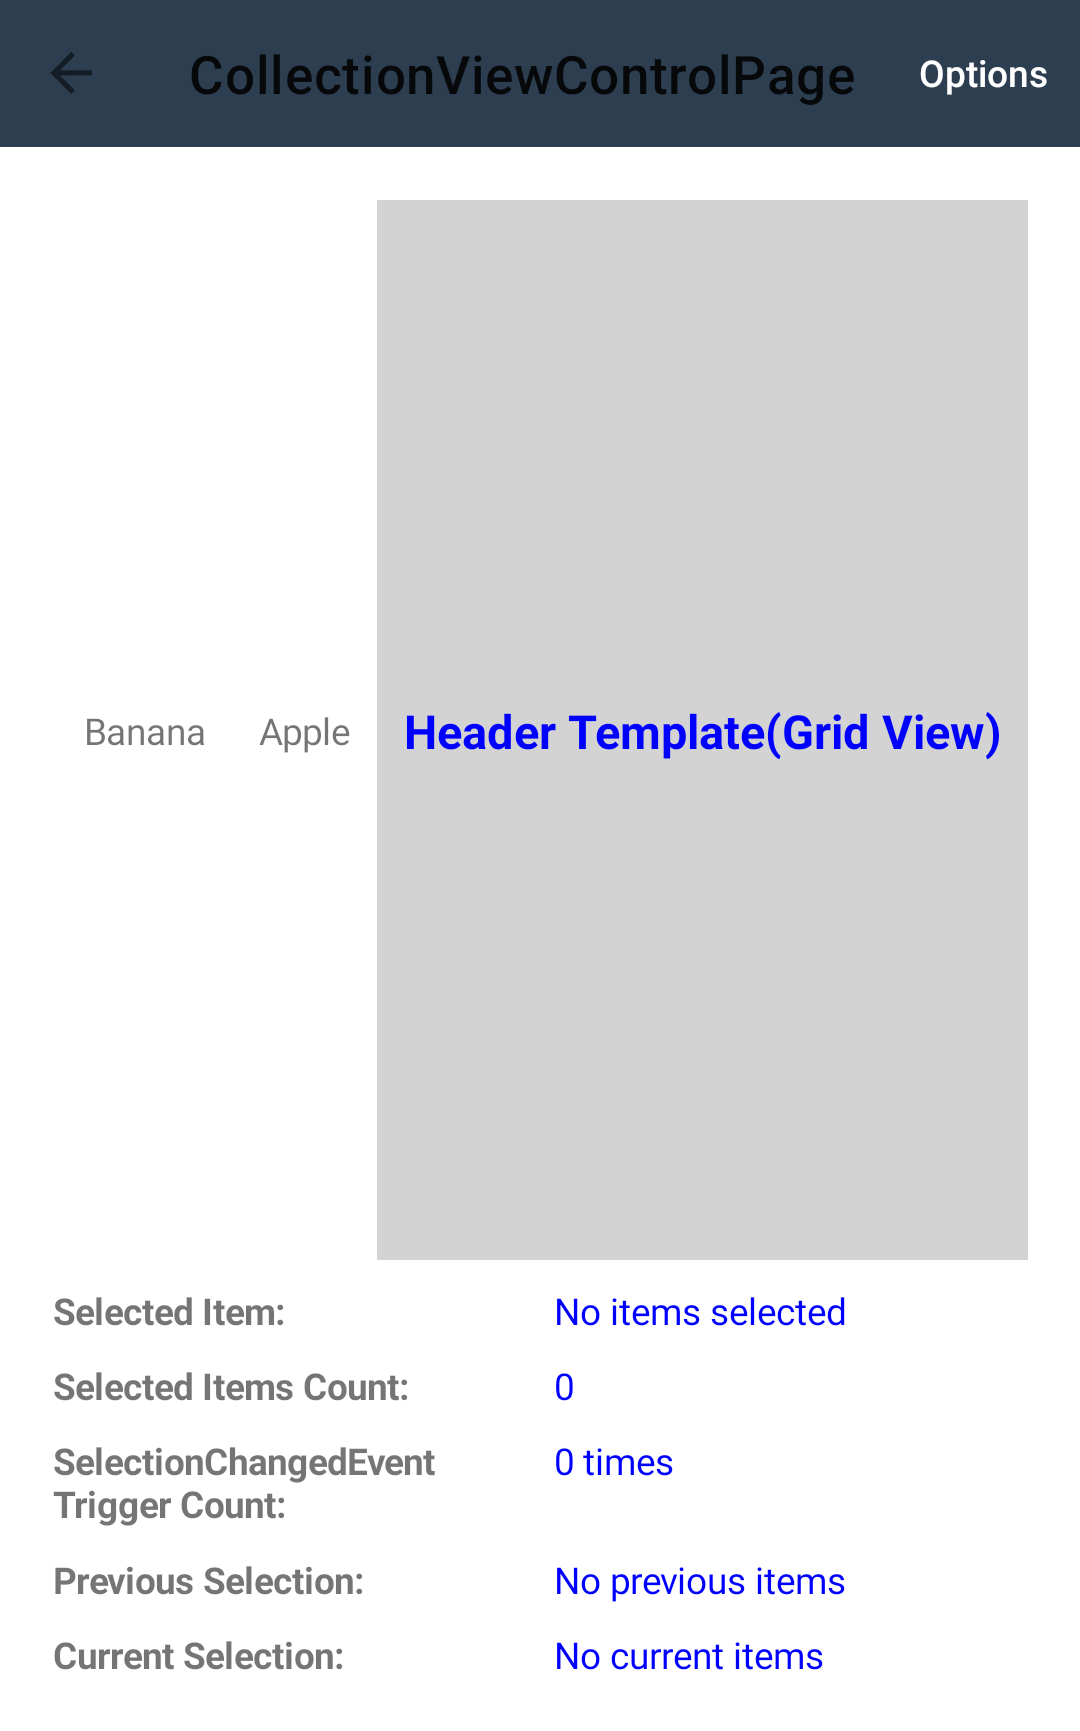 CollectionViewControlPage
Options
Banana
Apple
Header Template(Grid View)
Selected Item:
No items selected
Selected Items Count:
0
SelectionChangedEvent
Trigger Count:
0 times
Previous Selection:
No previous items
Current Selection:
No current items